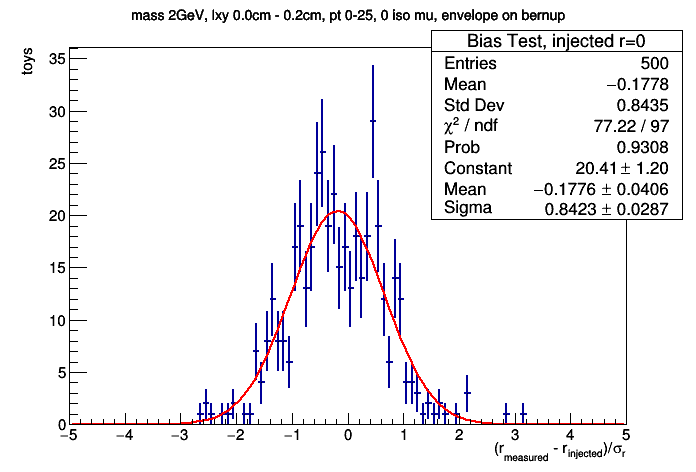 mass 2GeV, lxy 0.0cm - 0.2cm, pt 0-25, 0 iso mu, envelope on bernup
Bias Test, injected r=0
Entries 500
Mean −0.1778
Std Dev 0.8435
χ² / ndf 77.22 / 97
Prob 0.9308
Constant 20.41 ± 1.20
Mean −0.1776 ± 0.0406
Sigma 0.8423 ± 0.0287
toys
35
30
25
20
15
10
5
0
−5 −4 −3 −2 −1 0 1 2 3 4 5
(r_measured - r_injected)/σ_r